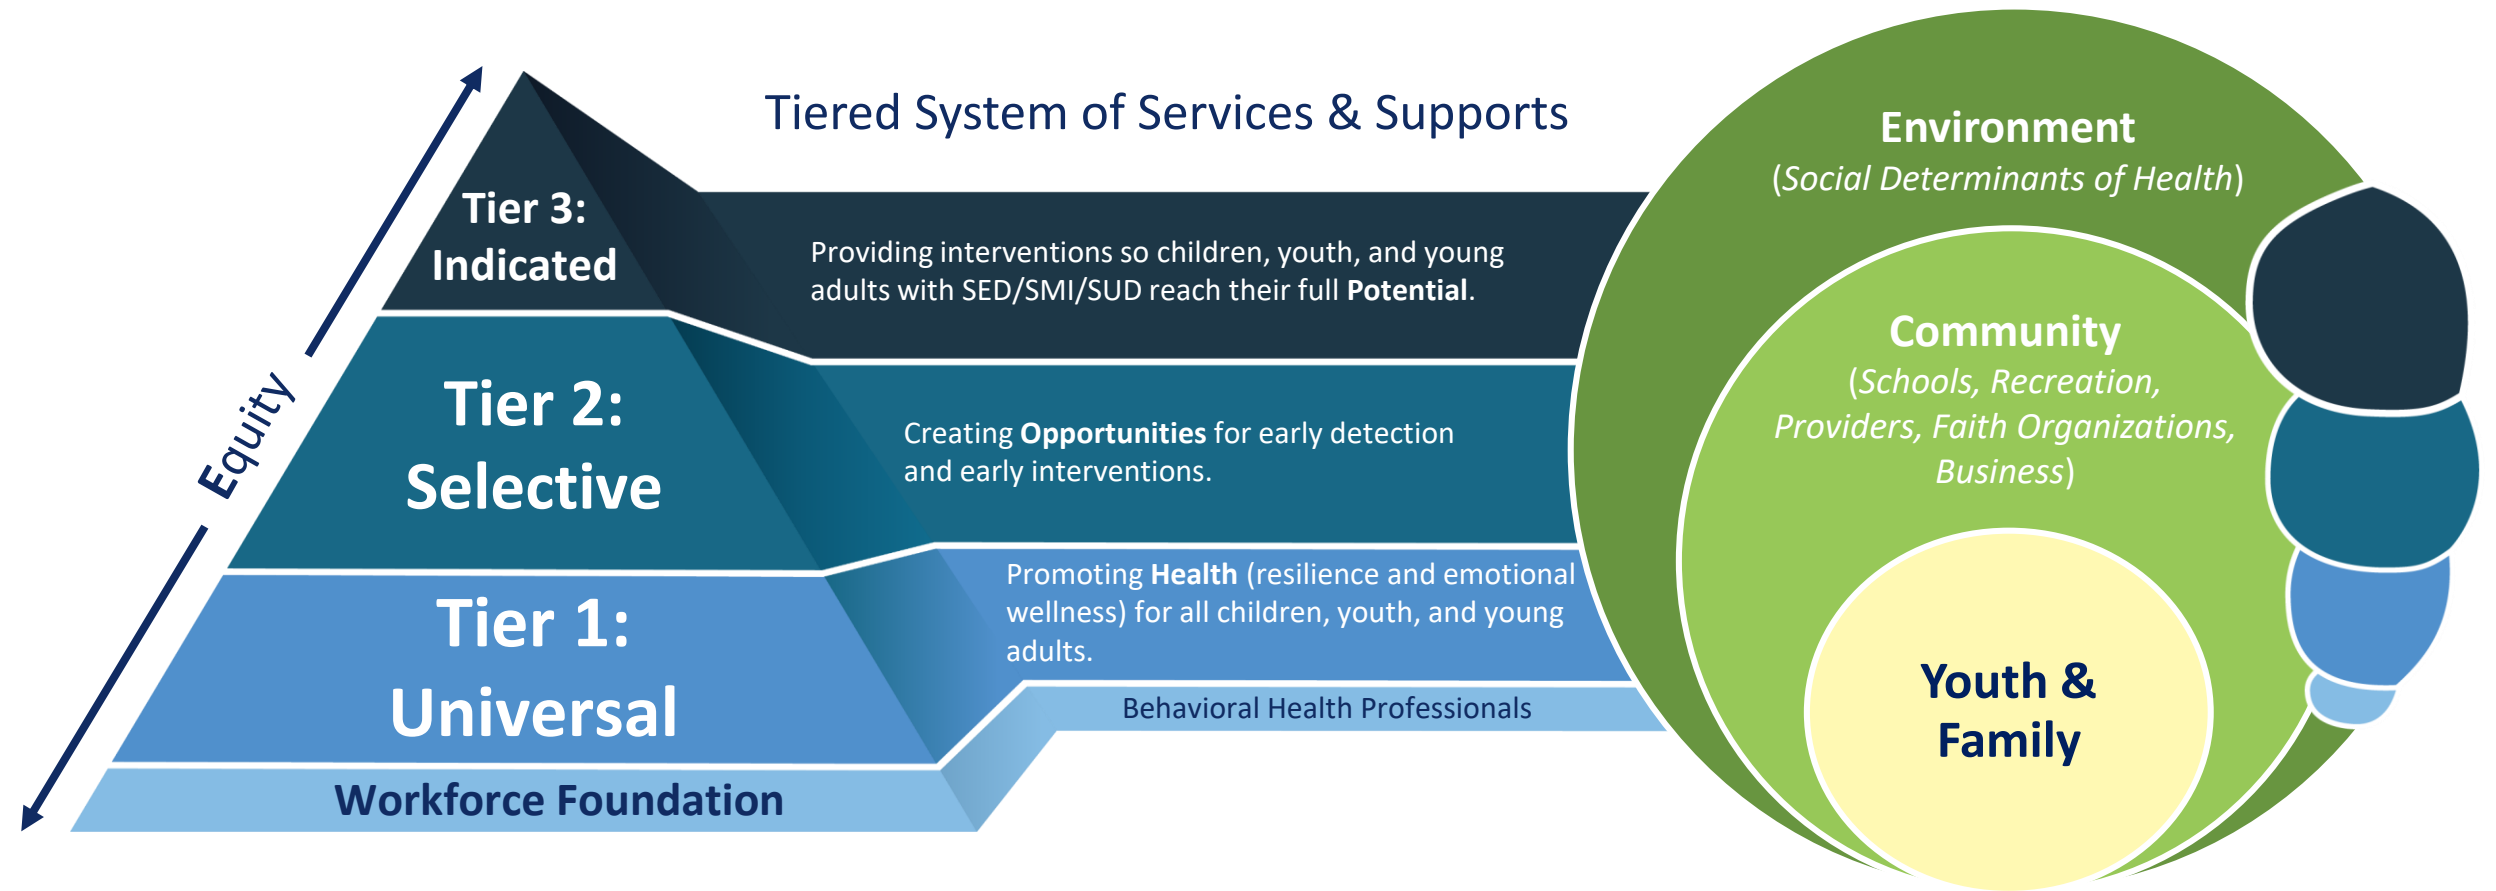 Tiered System of Services & Supports
Equity
Tier 3:
Indicated
Providing interventions so children, youth, and young
adults with SED/SMI/SUD reach their full Potential.
Tier 2:
Selective
Creating Opportunities for early detection
and early interventions.
Tier 1:
Universal
Promoting Health (resilience and emotional
wellness) for all children, youth, and young
adults.
Workforce Foundation
Behavioral Health Professionals
Environment
(Social Determinants of Health)
Community
(Schools, Recreation,
Providers, Faith Organizations,
Business)
Youth &
Family